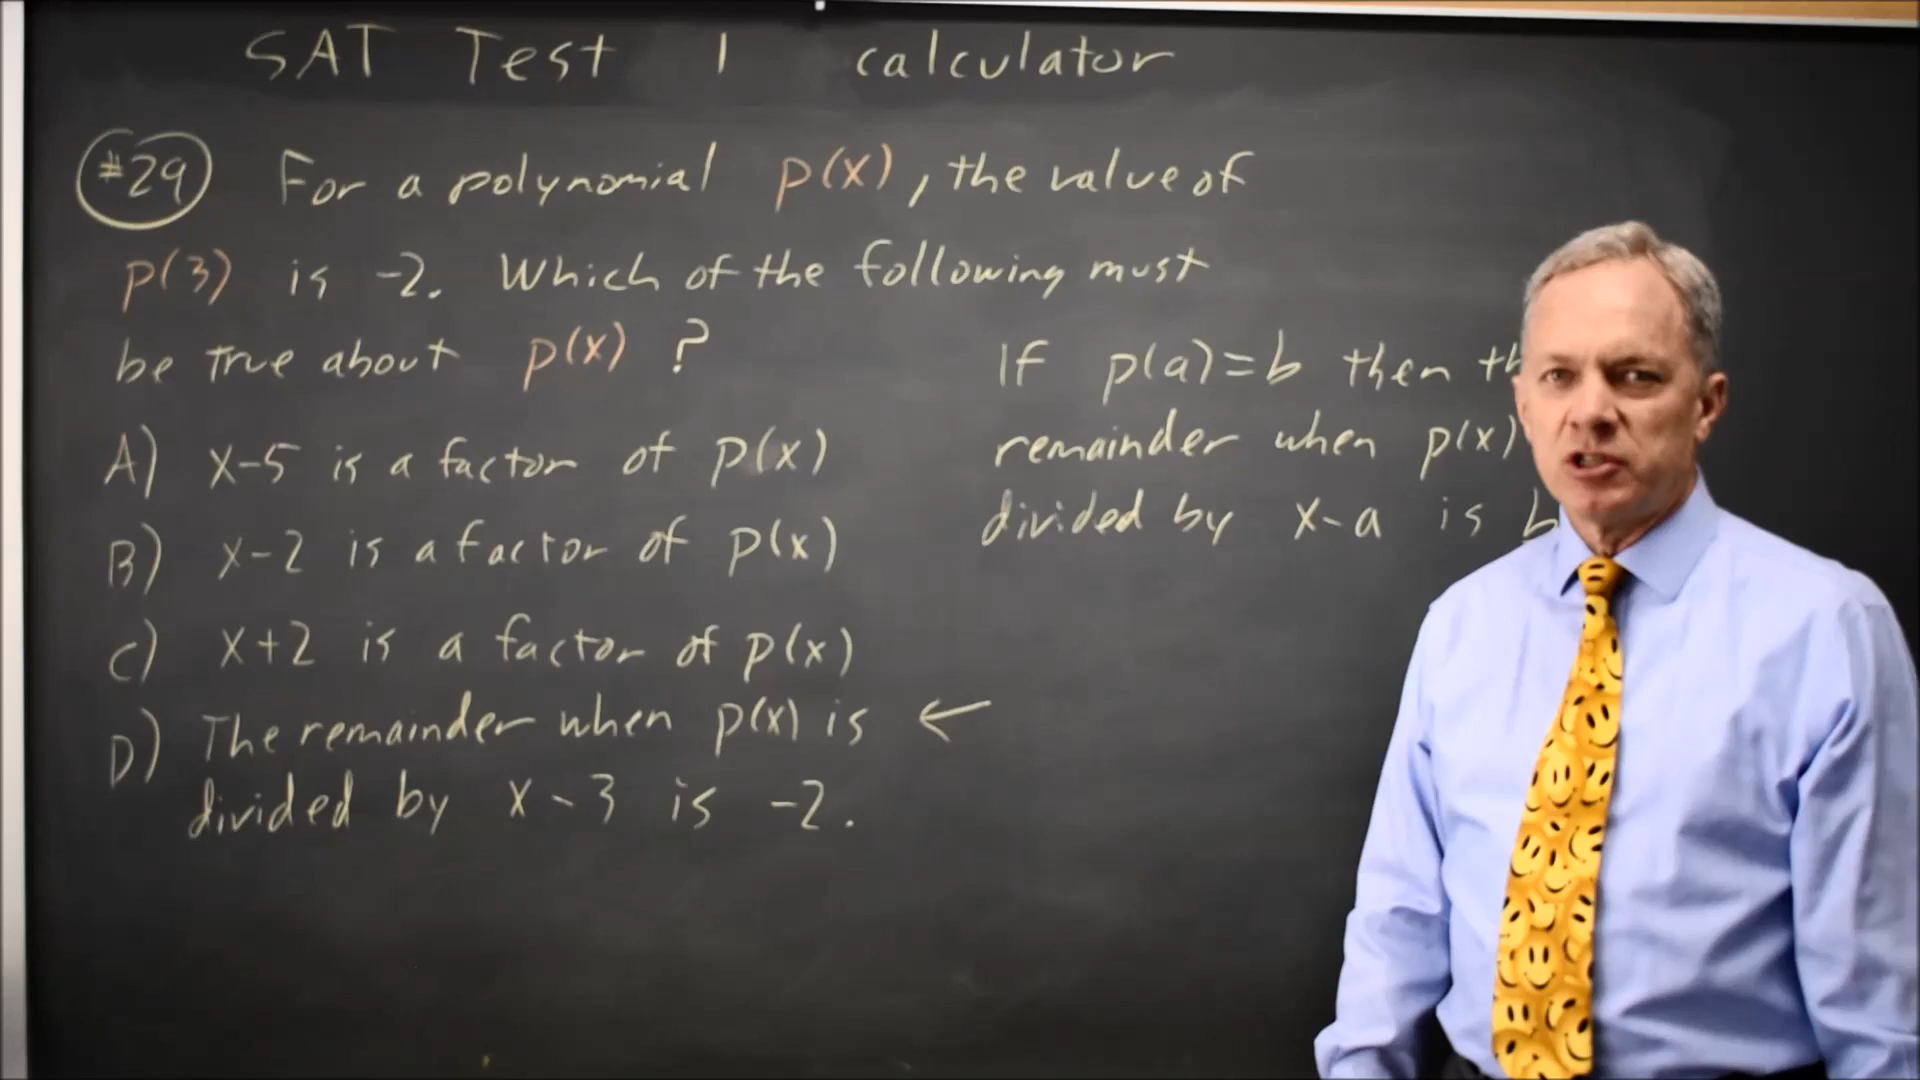 SAT Test 1 calculator
#29 For a polynomial p(x), the value of
p(3) is -2. Which of the following must
be true about p(x) ?
A) x-5 is a factor of p(x)
B) x-2 is a factor of p(x)
C) x+2 is a factor of p(x)
D) The remainder when p(x) is ←
divided by x-3 is -2.
If p(a)=b then
remainder when p(x)
divided by x-a is b